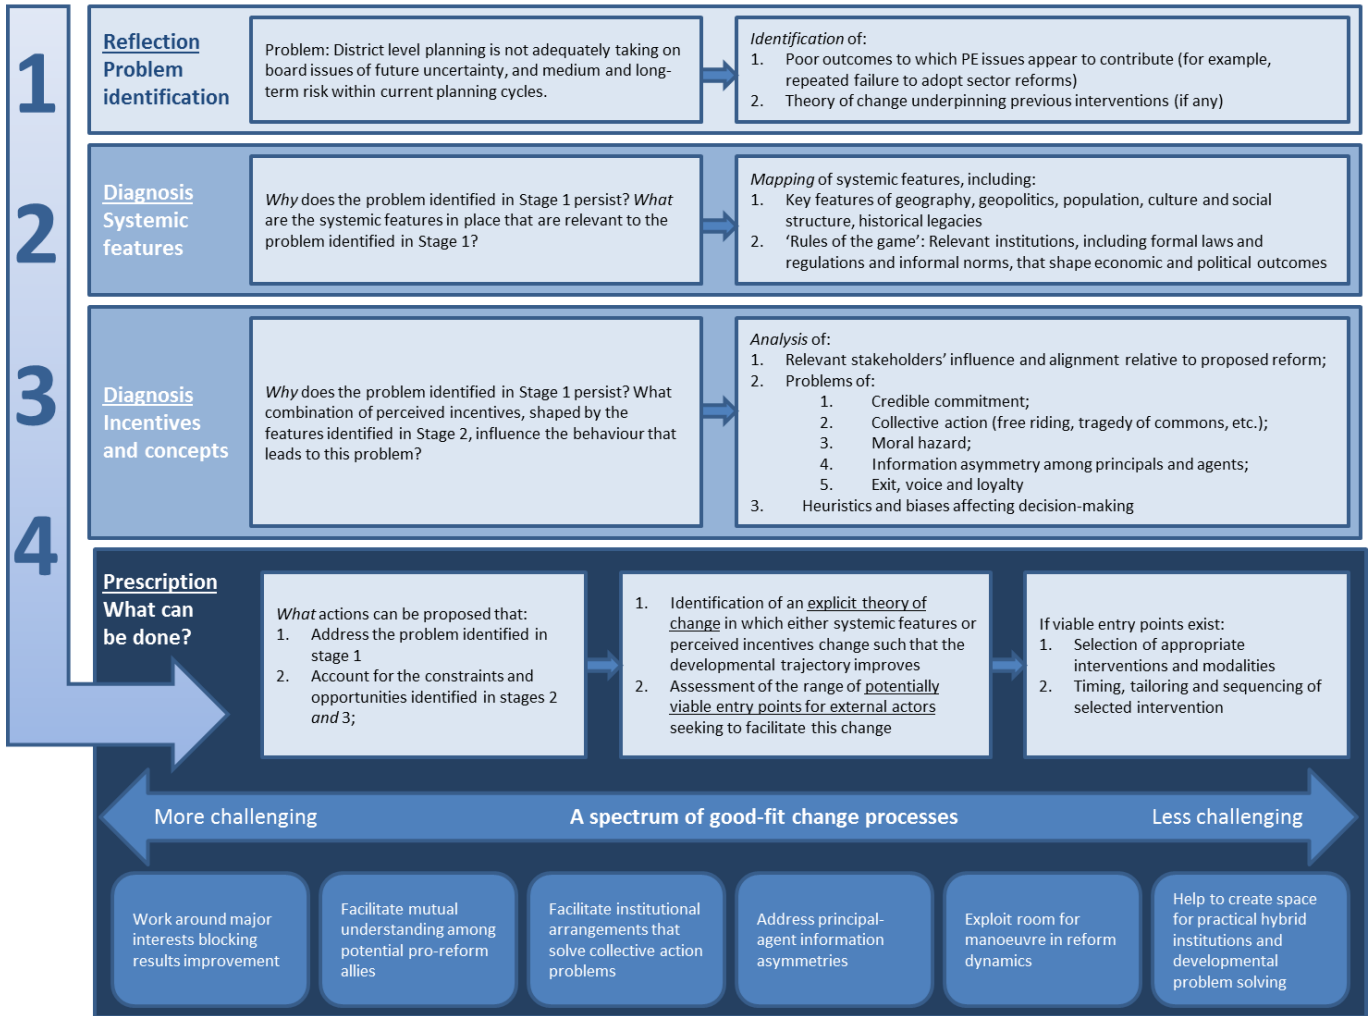 1
Reflection
Problem
identification
Problem: District level planning is not adequately taking on
board issues of future uncertainty, and medium and long-
term risk within current planning cycles.
Identification of:
1. Poor outcomes to which PE issues appear to contribute (for example,
repeated failure to adopt sector reforms)
2. Theory of change underpinning previous interventions (if any)
2
Diagnosis
Systemic
features
Why does the problem identified in Stage 1 persist? What
are the systemic features in place that are relevant to the
problem identified in Stage 1?
Mapping of systemic features, including:
1. Key features of geography, geopolitics, population, culture and social
structure, historical legacies
2. ‘Rules of the game’: Relevant institutions, including formal laws and
regulations and informal norms, that shape economic and political outcomes
3
Diagnosis
Incentives
and concepts
Why does the problem identified in Stage 1 persist? What
combination of perceived incentives, shaped by the
features identified in Stage 2, influence the behaviour that
leads to this problem?
Analysis of:
1. Relevant stakeholders’ influence and alignment relative to proposed reform;
2. Problems of:
1. Credible commitment;
2. Collective action (free riding, tragedy of commons, etc.);
3. Moral hazard;
4. Information asymmetry among principals and agents;
5. Exit, voice and loyalty
3. Heuristics and biases affecting decision-making
4
Prescription
What can
be done?
What actions can be proposed that:
1. Address the problem identified in
stage 1
2. Account for the constraints and
opportunities identified in stages 2
and 3;
1. Identification of an explicit theory of
change in which either systemic features or
perceived incentives change such that the
developmental trajectory improves
2. Assessment of the range of potentially
viable entry points for external actors
seeking to facilitate this change
If viable entry points exist:
1. Selection of appropriate
interventions and modalities
2. Timing, tailoring and sequencing of
selected intervention
More challenging
A spectrum of good-fit change processes
Less challenging
Work around major
interests blocking
results improvement
Facilitate mutual
understanding among
potential pro-reform
allies
Facilitate institutional
arrangements that
solve collective action
problems
Address principal-
agent information
asymmetries
Exploit room for
manoeuvre in reform
dynamics
Help to create space
for practical hybrid
institutions and
developmental
problem solving